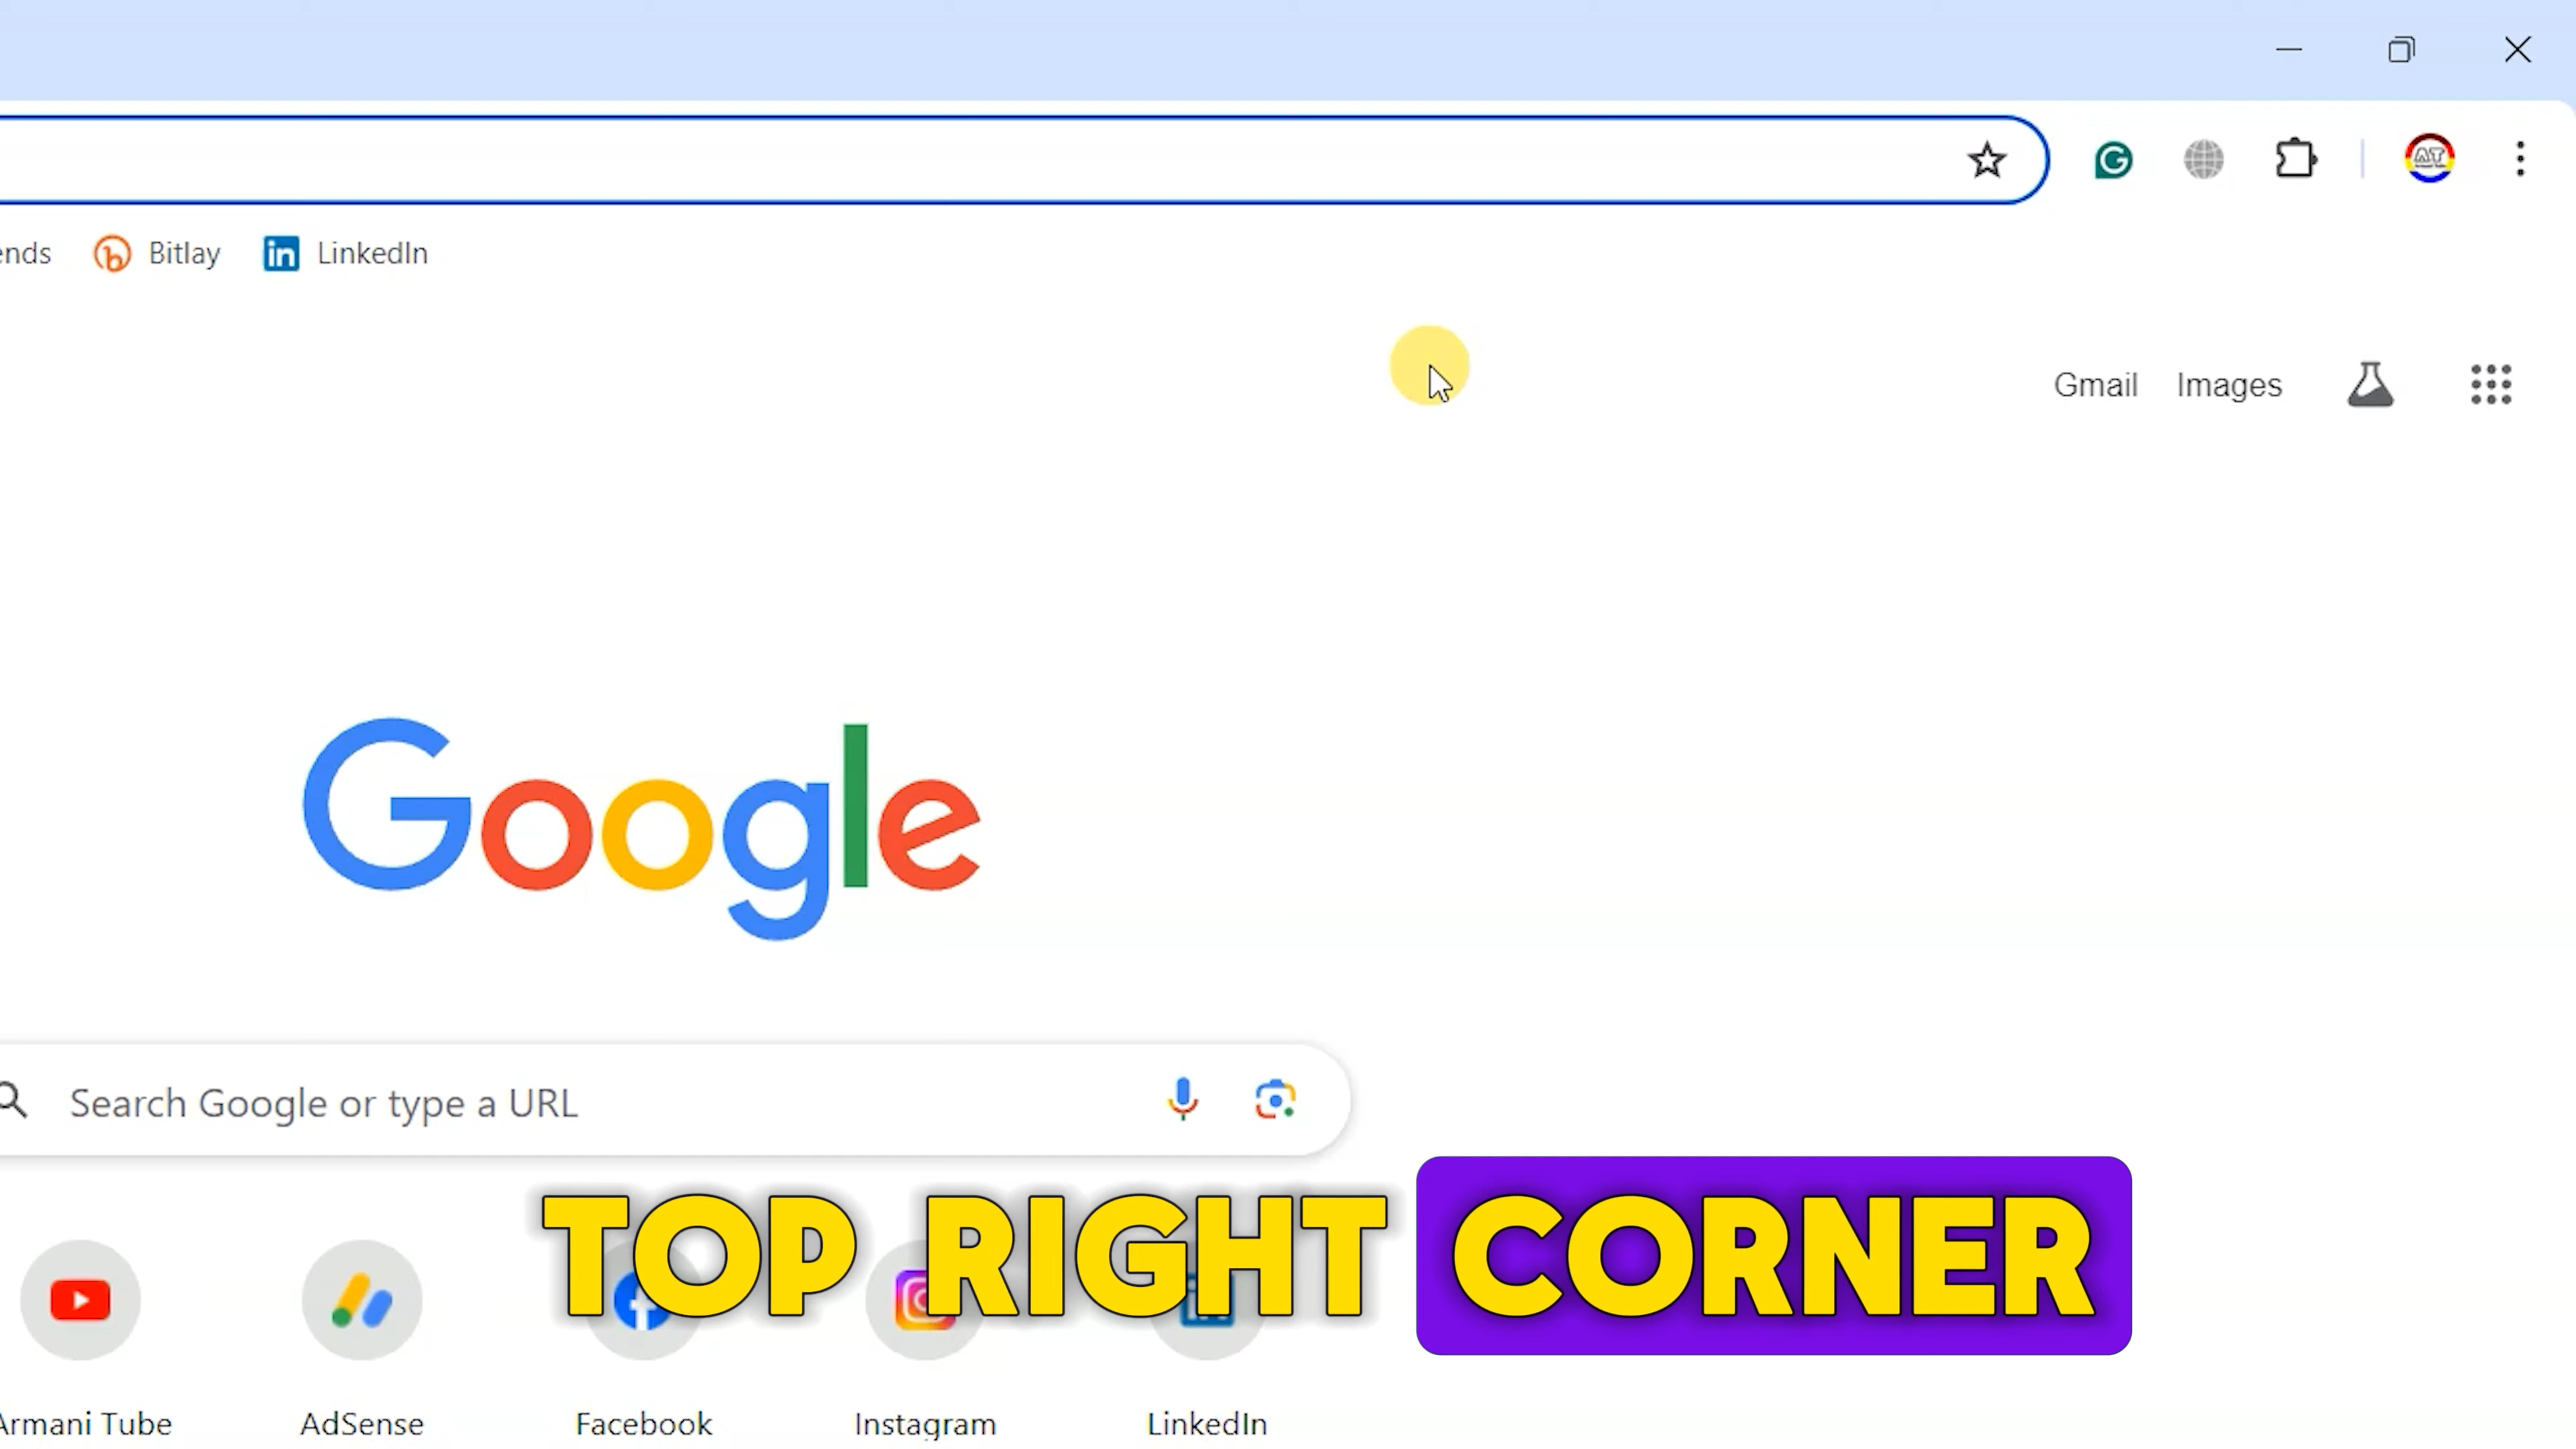 ends Bitlay LinkedIn
Gmail Images
Google
Search Google or type a URL
TOP RIGHT CORNER
Armani Tube AdSense Facebook Instagram LinkedIn